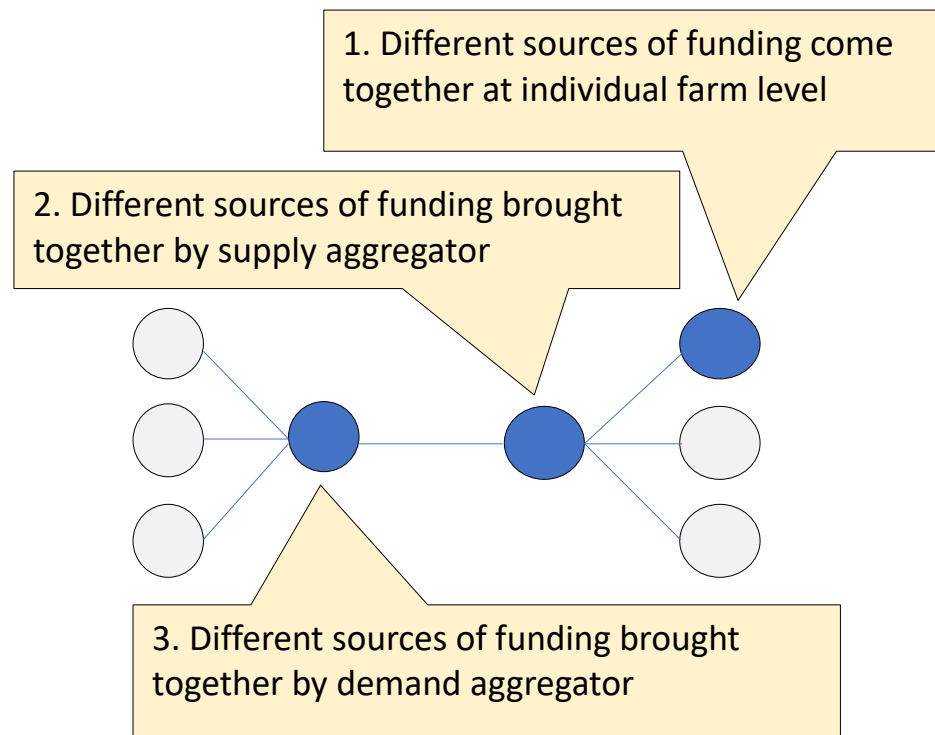 1. Different sources of funding come
together at individual farm level
2. Different sources of funding brought
together by supply aggregator
3. Different sources of funding brought
together by demand aggregator